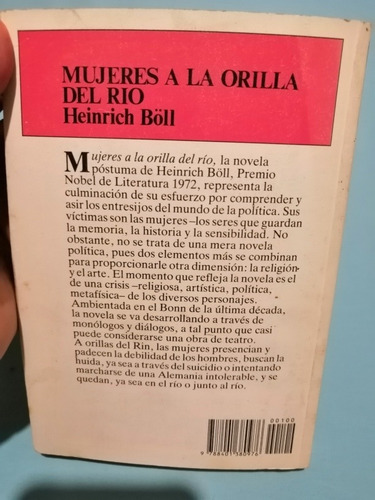 MUJERES A LA ORILLA
DEL RIO
Heinrich Böll
Mujeres a la orilla del río, la novela
póstuma de Heinrich Böll, Premio
Nobel de Literatura 1972, representa la
culminación de su esfuerzo por comprender y
asir los entresijos del mundo de la política. Sus
víctimas son las mujeres –los seres que guardan
la memoria, la historia y la sensibilidad. No
obstante, no se trata de una mera novela
política, pues dos elementos más se combinan
para proporcionarle otra dimensión: la religión
y el arte. El momento que refleja la novela es el
de una crisis –religiosa, artística, política,
metafísica– de los diversos personajes.
Ambientada en el Bonn de la última década,
la novela se va desarrollando a través de
monólogos y diálogos, a tal punto que casi
puede considerarse una obra de teatro.
A orillas del Rin, las mujeres presencian y
padecen la debilidad de los hombres, buscan la
huida, ya sea a través del suicidio o intentando
marcharse de una Alemania intolerable, y se
quedan, ya sea en el río o junto al río.
00100
9 788401 380976